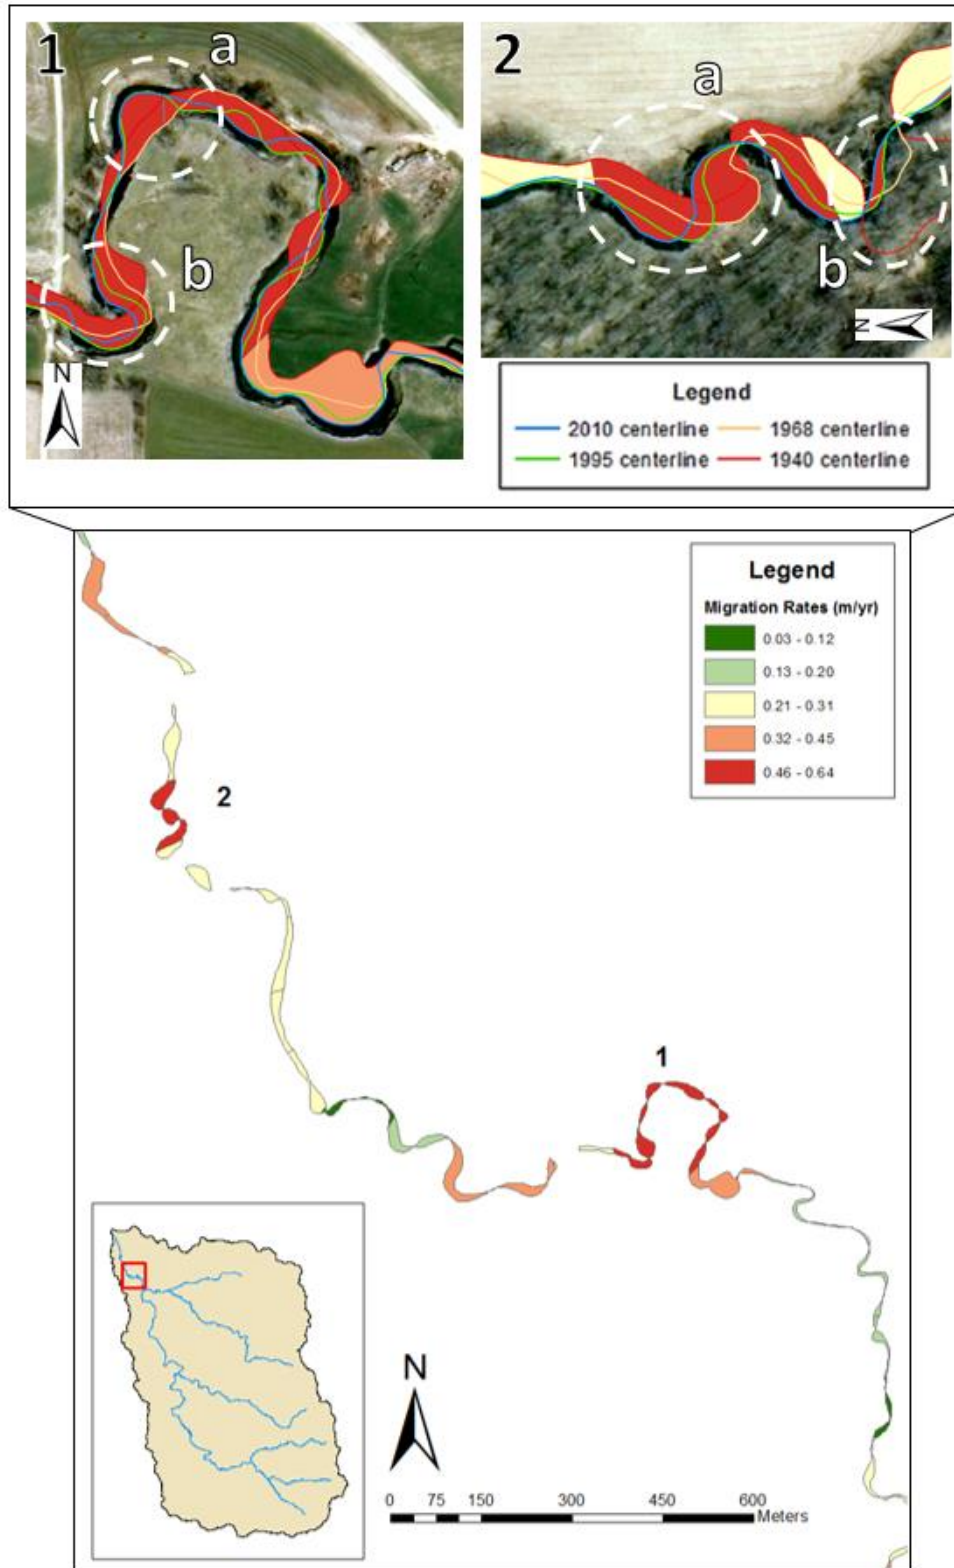 1
a
b
N
2
a
b
N
Legend
2010 centerline
1968 centerline
1995 centerline
1940 centerline
Legend
Migration Rates (m/yr)
0.03 - 0.12
0.13 - 0.20
0.21 - 0.31
0.32 - 0.45
0.46 - 0.64
2
1
N
0 75 150 300 450 600
Meters